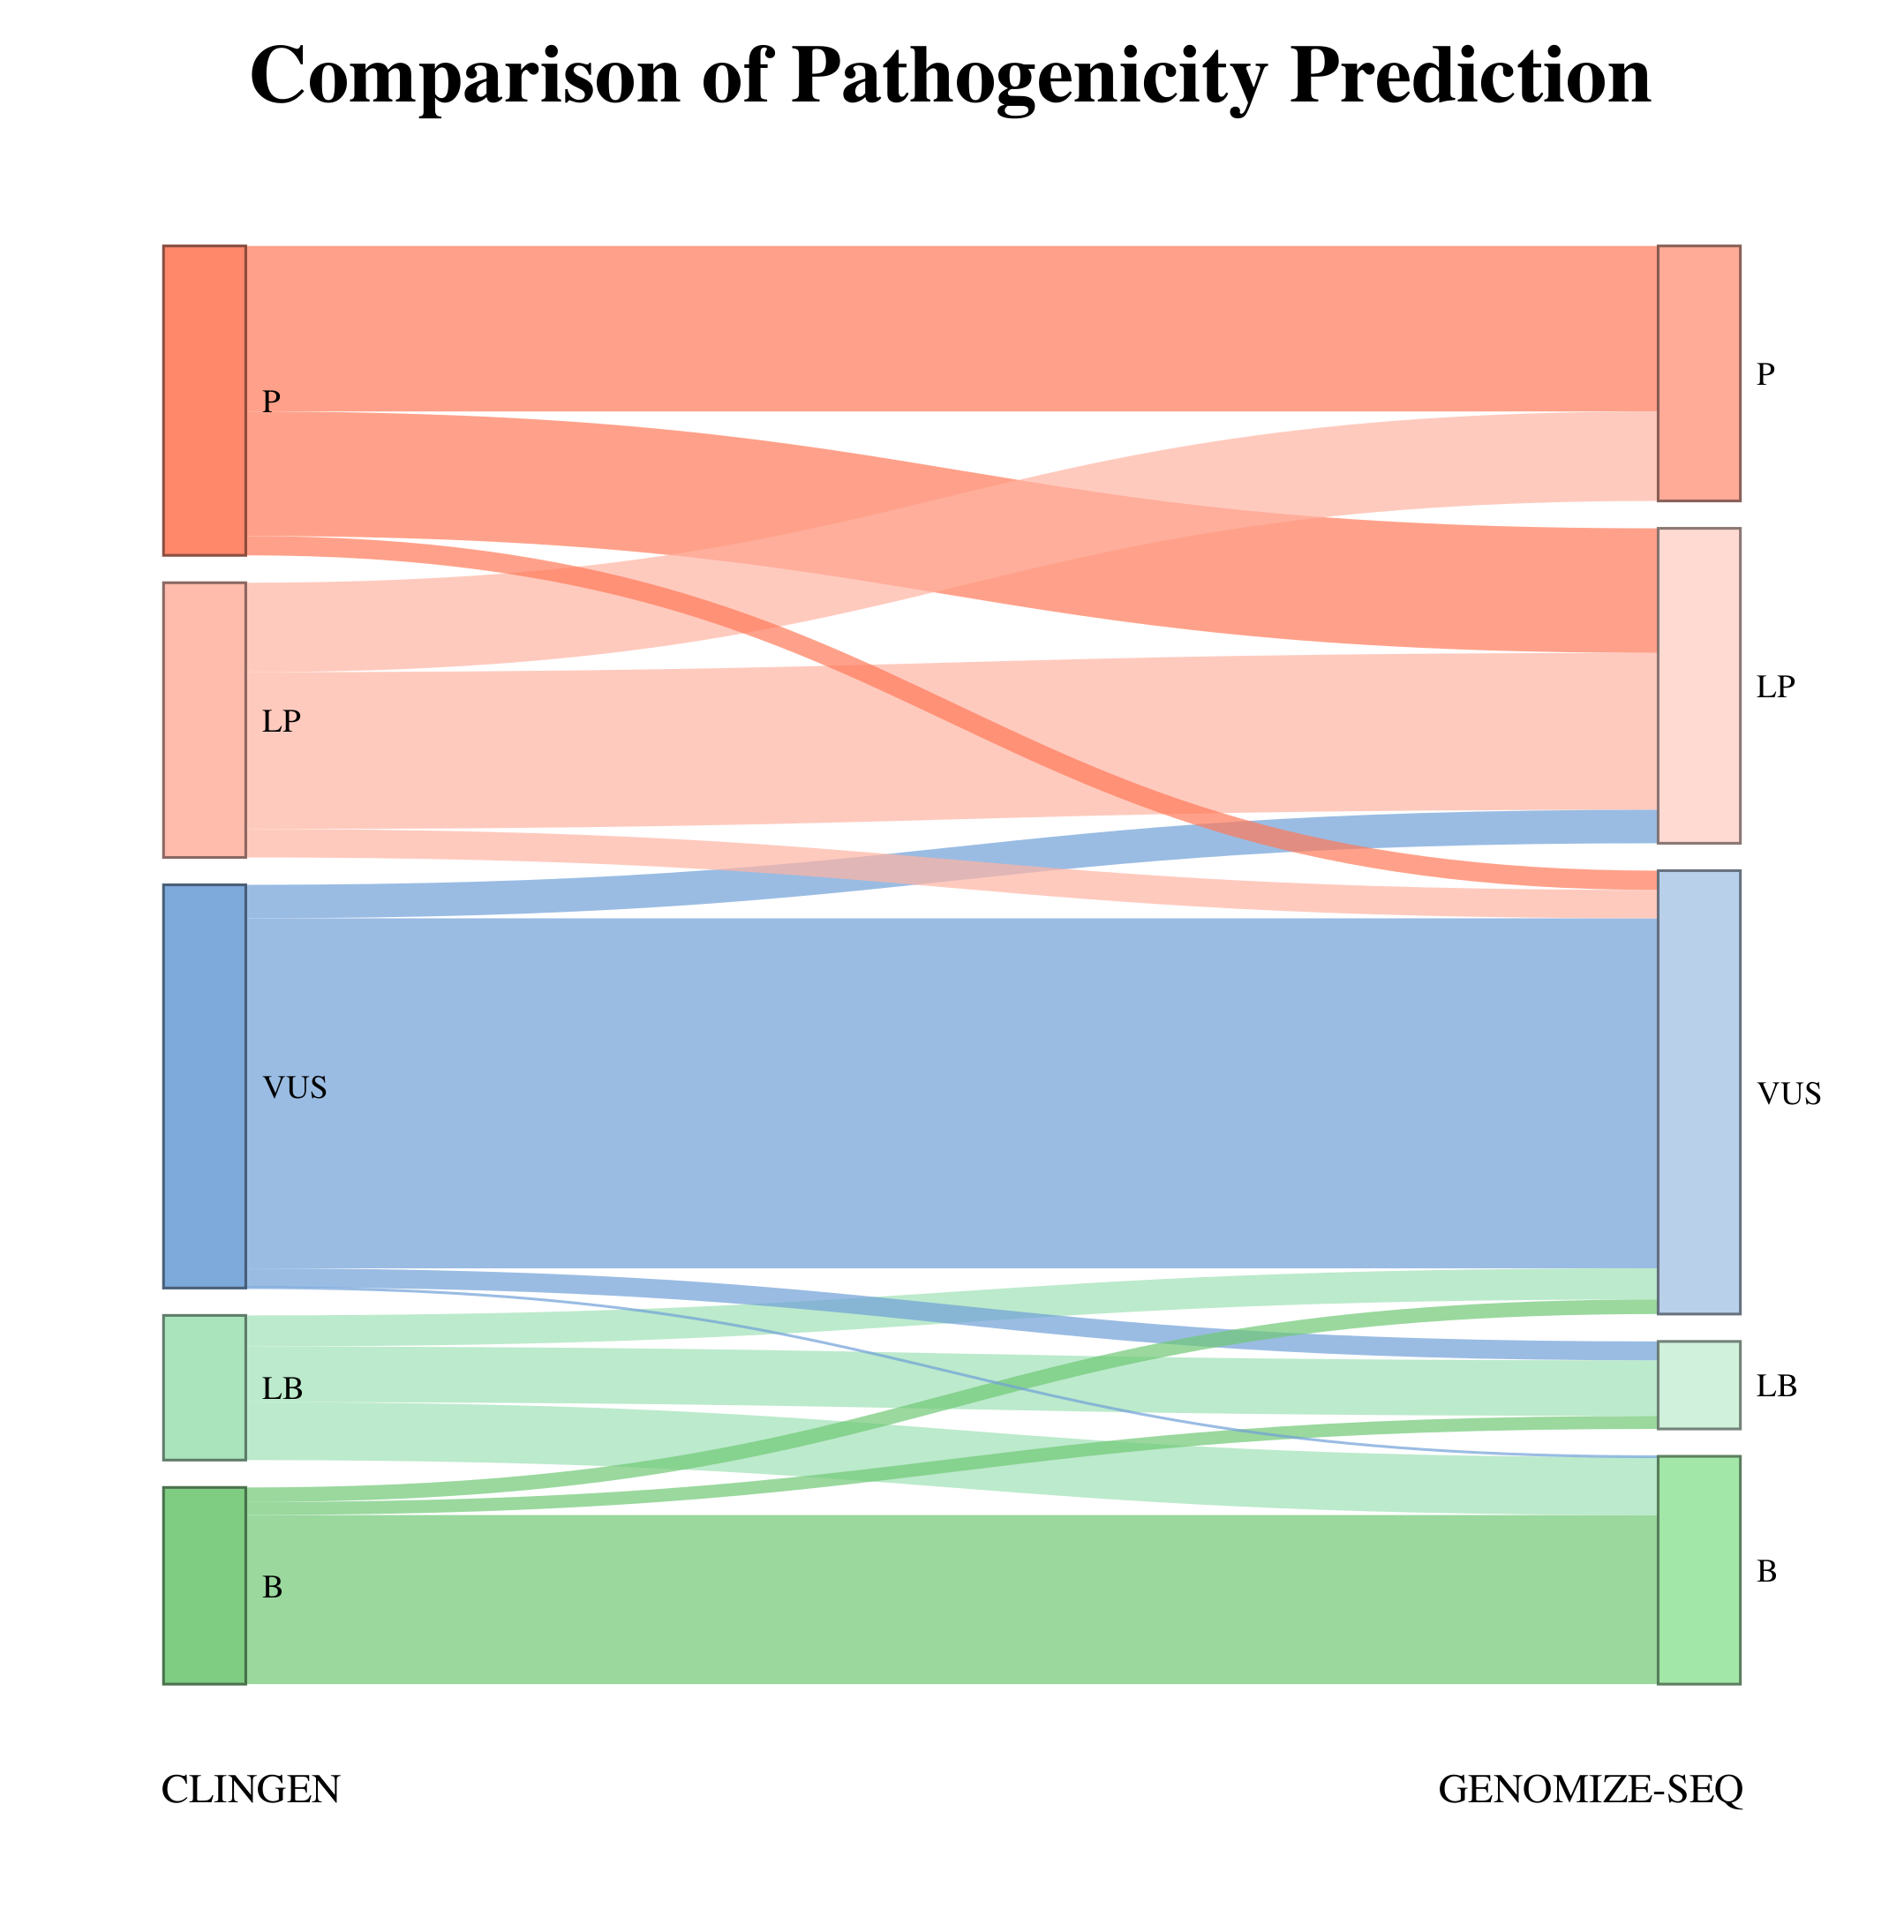 Comparison of Pathogenicity Prediction
P
P
LP
LP
VUS
VUS
LB
LB
B
B
CLINGEN
GENOMIZE-SEQ